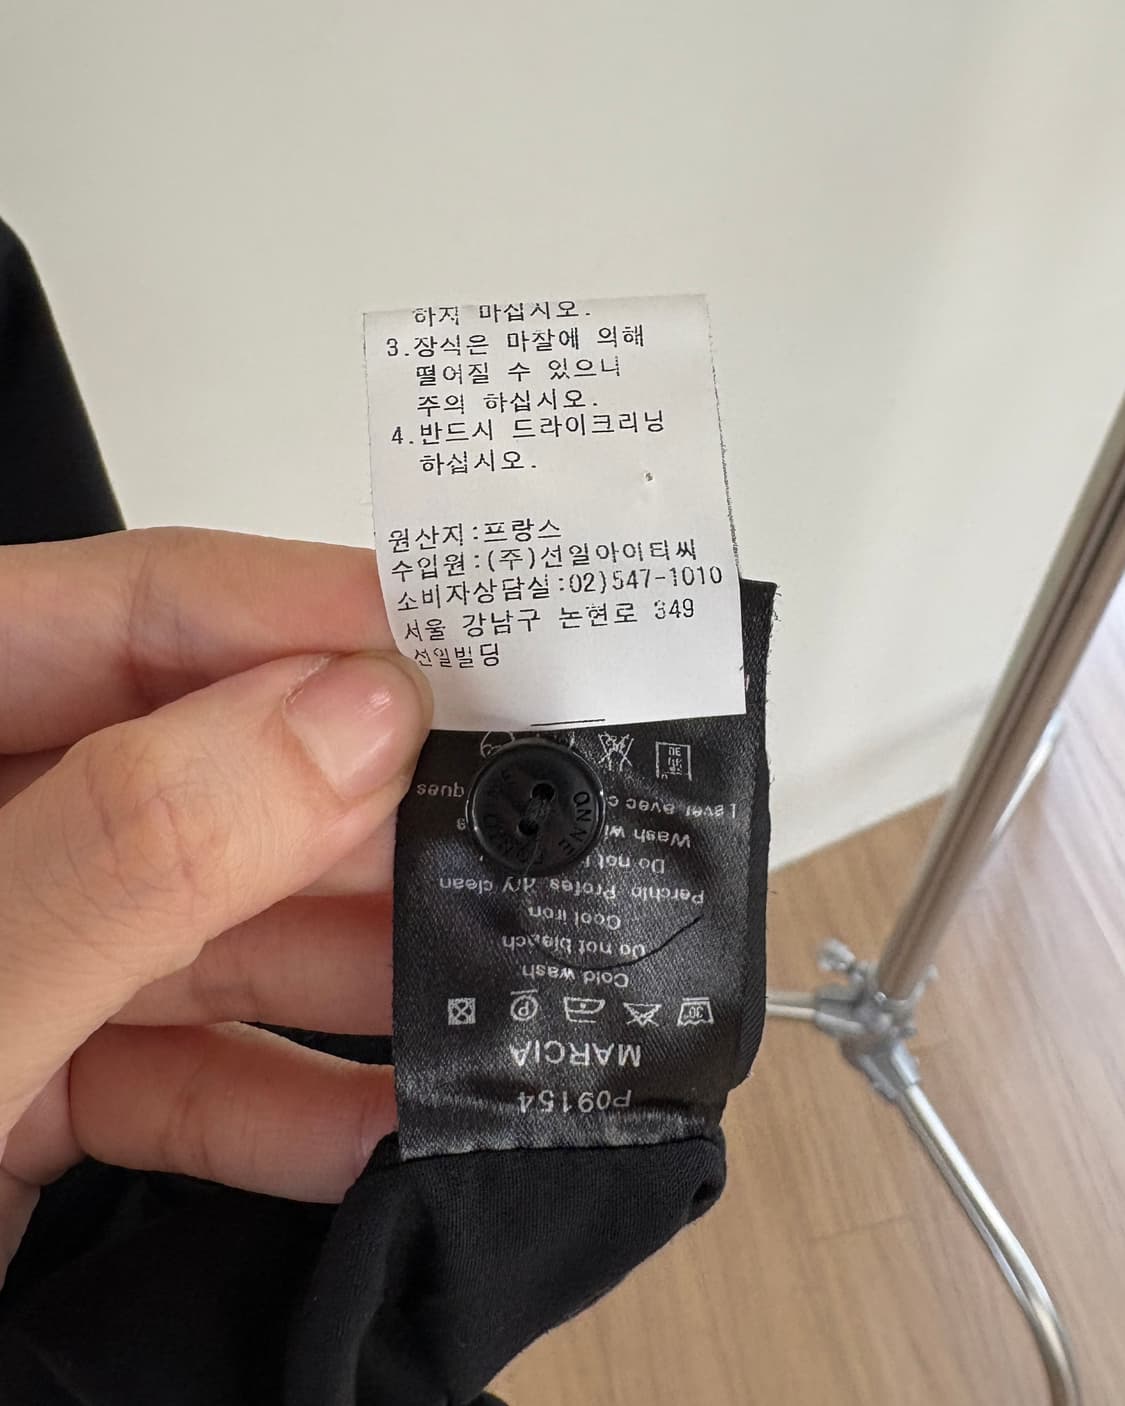 하지 마십시오.
3.장식은 마찰에 의해
떨어질 수 있으니
주의 하십시오.
4.반드시 드라이크리닝
하십시오.
원산지:프랑스
수입원:(주)선일아이티씨
소비자상담실:02)547-1010
서울 강남구 논현로 349
선일빌딩
P09154
MARCIA
30°
P
Cold wash
Do not bleach
Cool iron
Perchlo Profes dry clean
Do not
Wash
Laver avec